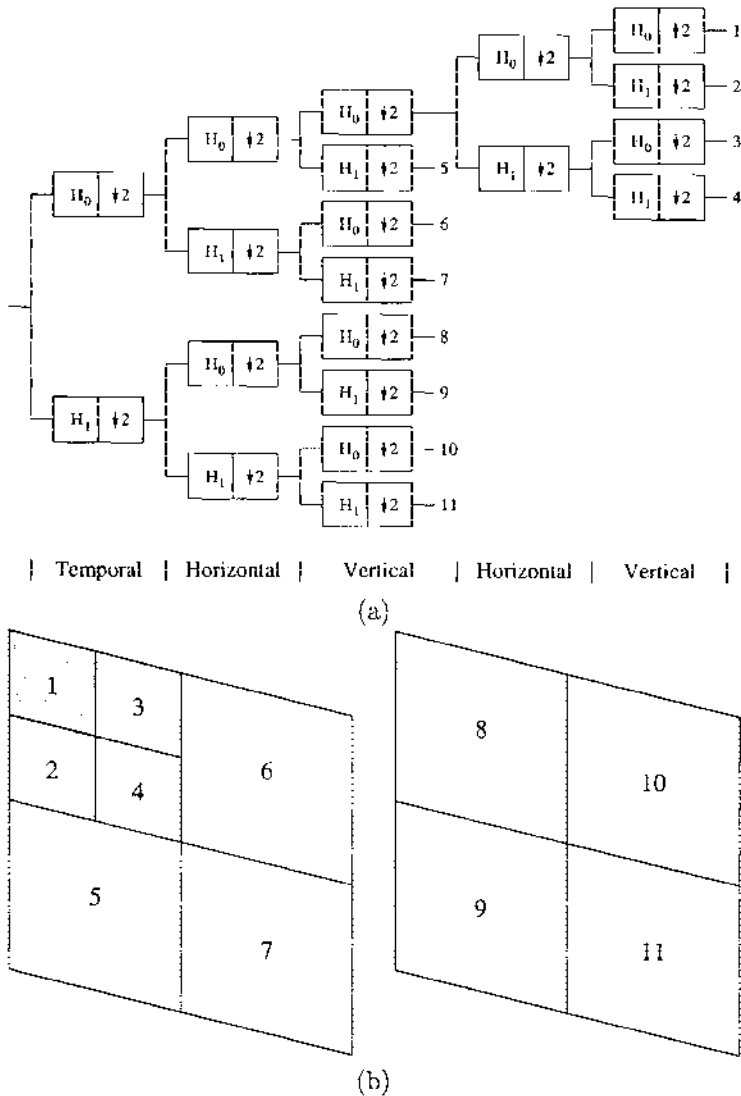 H0 ↓2 1
H0 ↓2
H1 ↓2 2
H0 ↓2
H0 ↓2
H0 ↓2 3
H1 ↓2 5
H1 ↓2
H0 ↓2
H1 ↓2 4
H0 ↓2 6
H1 ↓2
H1 ↓2 7
H0 ↓2 8
H0 ↓2
H1 ↓2 9
H1 ↓2
H0 ↓2 10
H1 ↓2
H1 ↓2 11
Temporal Horizontal Vertical Horizontal Vertical
(a)
1 3
2 4
6
5
7
8
10
9
11
(b)